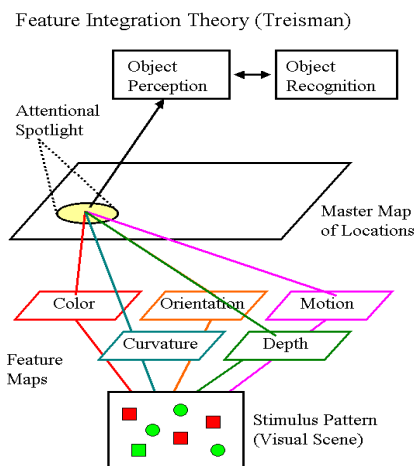 Feature Integration Theory (Treisman)
Object
Perception
Object
Recognition
Attentional
Spotlight
Master Map
of Locations
Color
Orientation
Motion
Curvature
Depth
Feature
Maps
Stimulus Pattern
(Visual Scene)